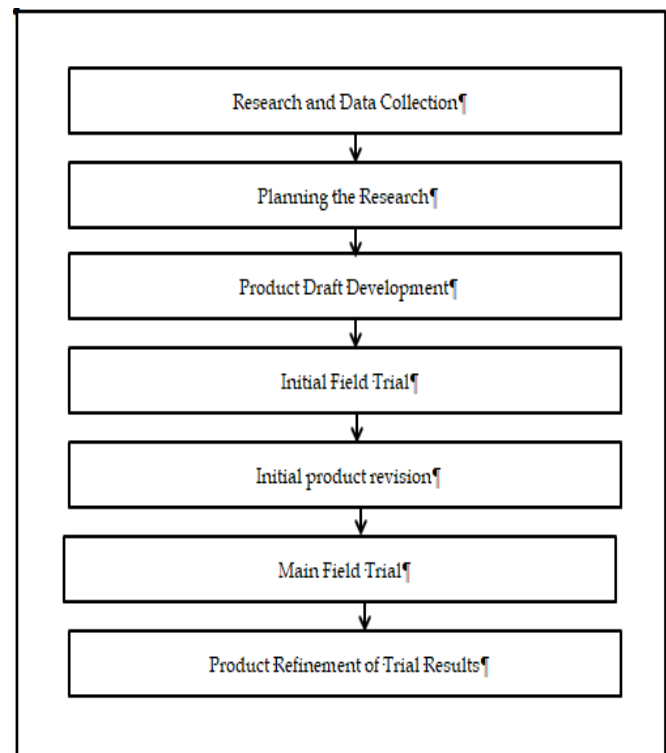 Research and Data Collection¶
Planning the Research¶
Product Draft Development¶
Initial Field Trial¶
Initial product revision¶
Main Field Trial¶
Product Refinement of Trial Results¶